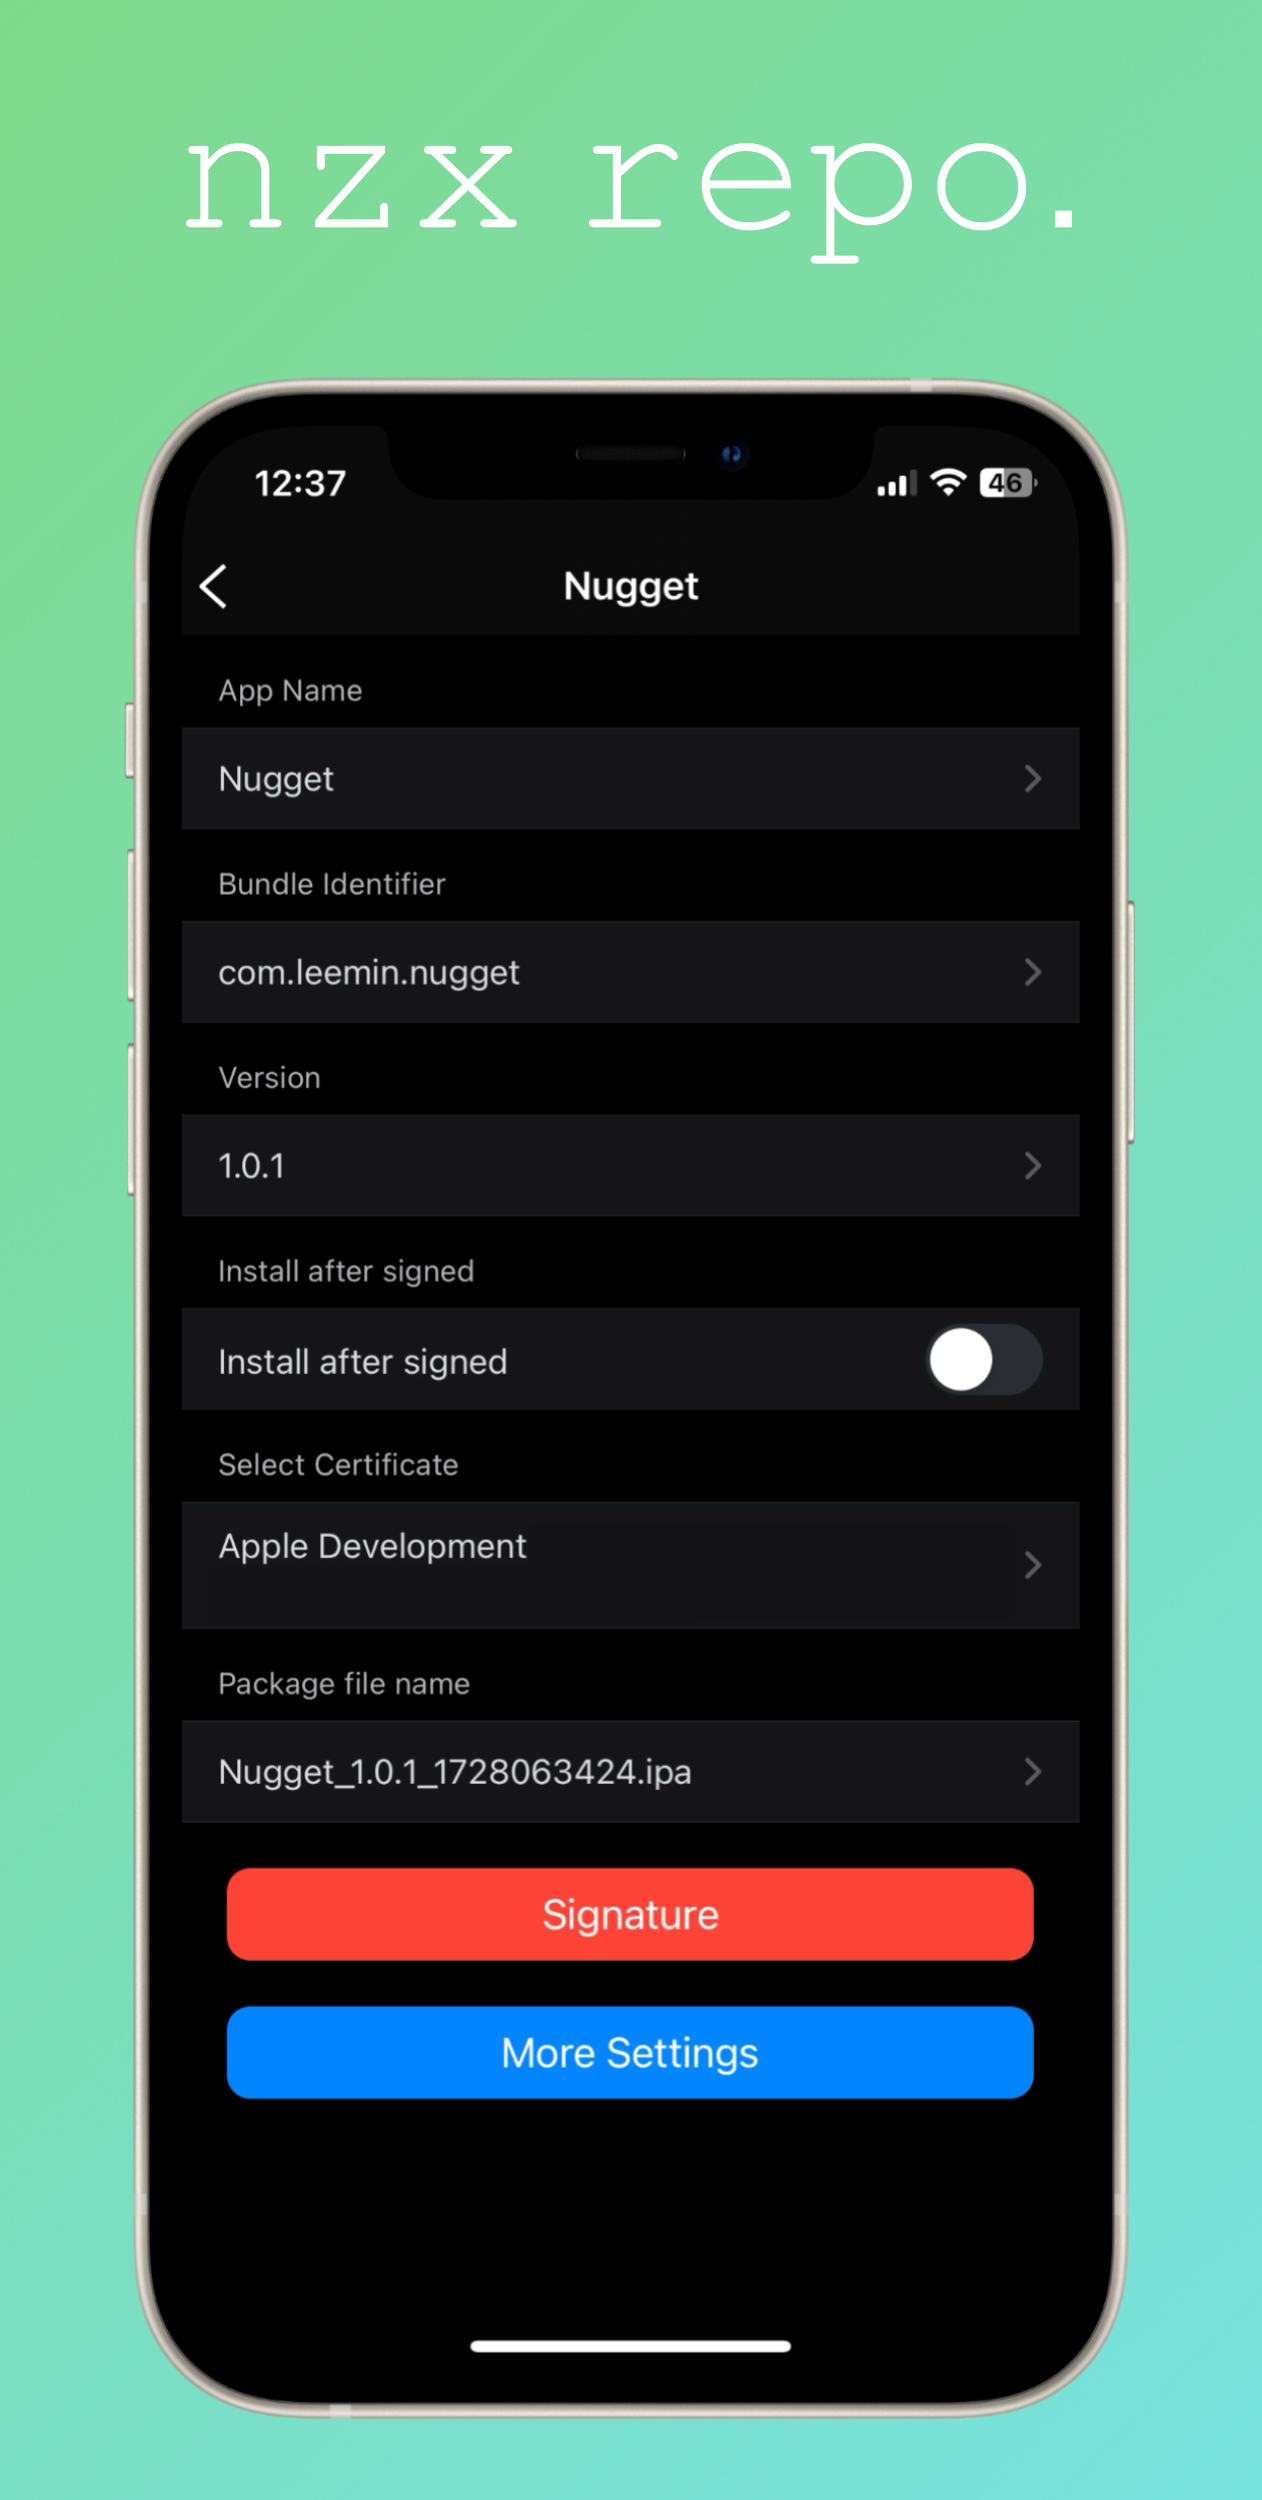 nzx repo.
12:37
46
Nugget
App Name
Nugget
Bundle Identifier
com.leemin.nugget
Version
1.0.1
Install after signed
Install after signed
Select Certificate
Apple Development
Package file name
Nugget_1.0.1_1728063424.ipa
Signature
More Settings